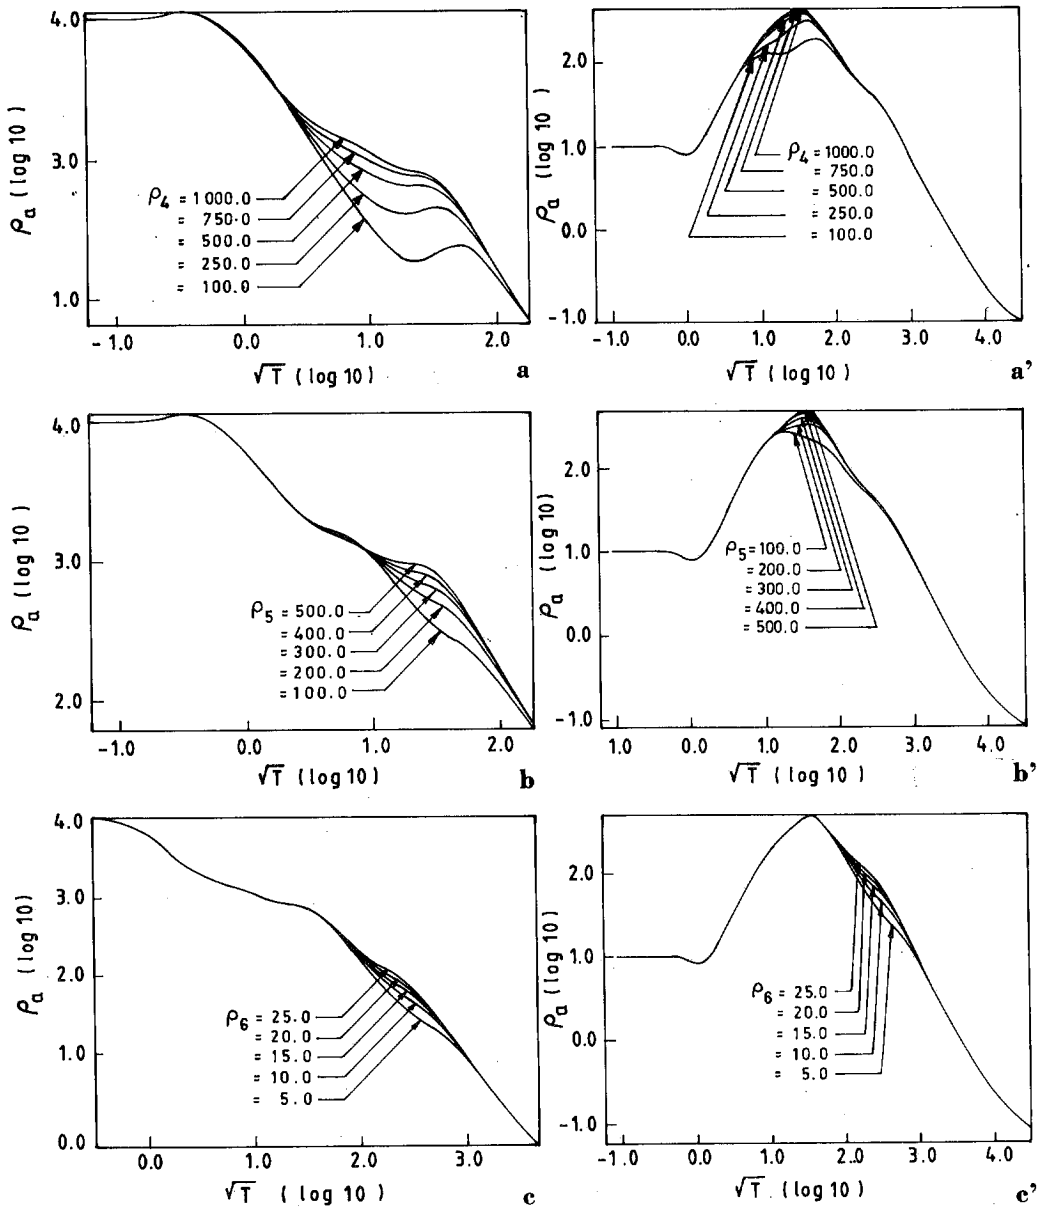 4.0
3.0
1.0
ρa (log 10)
ρ4 = 1000.0
= 750.0
= 500.0
= 250.0
= 100.0
-1.0 0.0 1.0 2.0
√T (log 10)
a
2.0
1.0
0.0
-1.0
ρa (log 10)
ρ4 = 1000.0
= 750.0
= 500.0
= 250.0
= 100.0
-1.0 0.0 1.0 2.0 3.0 4.0
√T (log 10)
a'
4.0
3.0
2.0
ρa (log 10)
ρ5 = 500.0
= 400.0
= 300.0
= 200.0
= 100.0
-1.0 0.0 1.0 2.0
√T (log 10)
b
2.0
1.0
0.0
-1.0
ρa (log 10)
ρ5 = 100.0
= 200.0
= 300.0
= 400.0
= 500.0
1.0 0.0 1.0 2.0 3.0 4.0
√T (log 10)
b'
4.0
3.0
2.0
1.0
0.0
ρa (log 10)
ρ6 = 25.0
= 20.0
= 15.0
= 10.0
= 5.0
0.0 1.0 2.0 3.0
√T (log 10)
c
2.0
1.0
0.0
-1.0
ρa (log 10)
ρ6 = 25.0
= 20.0
= 15.0
= 10.0
= 5.0
-1.0 0.0 1.0 2.0 3.0 4.0
√T (log 10)
c'